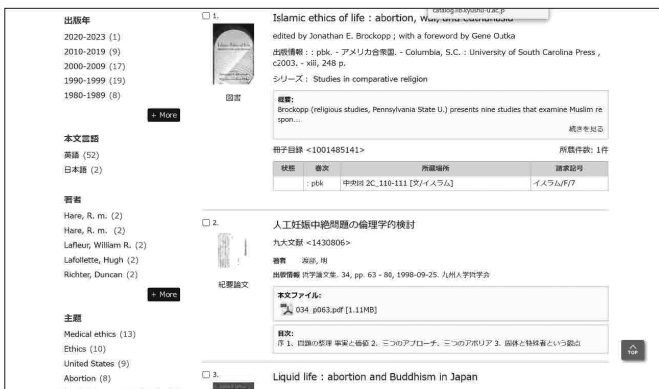 出版年
2020-2023 (1)
2010-2019 (9)
2000-2009 (17)
1990-1999 (19)
1980-1989 (8)
+ More
本文言語
英語 (52)
日本語 (2)
著者
Hare, R. m. (2)
Hare, R. m. (2)
Lafleur, William R. (2)
Lafollette, Hugh (2)
Richter, Duncan (2)
+ More
主題
Medical ethics (13)
Ethics (10)
United States (9)
Abortion (8)
1.
図書
catalog.lib.kyushu-u.ac.jp
Islamic ethics of life : abortion, war, and euthanasia
edited by Jonathan E. Brockopp ; with a foreword by Gene Outka
出版情報 : : pbk. - アメリカ合衆国. - Columbia, S.C. : University of South Carolina Press ,
c2003. - xiii, 248 p.
シリーズ : Studies in comparative religion
概要:
Brockopp (religious studies, Pennsylvania State U.) presents nine studies that examine Muslim re
spon...
続きを見る
冊子目録 <1001485141> 所蔵件数: 1件
状態 巻次 所蔵場所 請求記号
: pbk 中央図 2C_110-111 [文/イスラム] イスラム/F/7
2.
紀要論文
人工妊娠中絶問題の倫理学的検討
九大文献 <1430806>
著者 渡部, 明
出版情報 哲学論文集. 34, pp. 63 - 80, 1998-09-25. 九州大学哲学会
本文ファイル:
034_p063.pdf [1.11MB]
目次:
序 1、問題の整理 事実と価値 2、三つのアプローチ、三つのアポリア 3、固体と特殊者という観点
TOP
3.
Liquid life : abortion and Buddhism in Japan